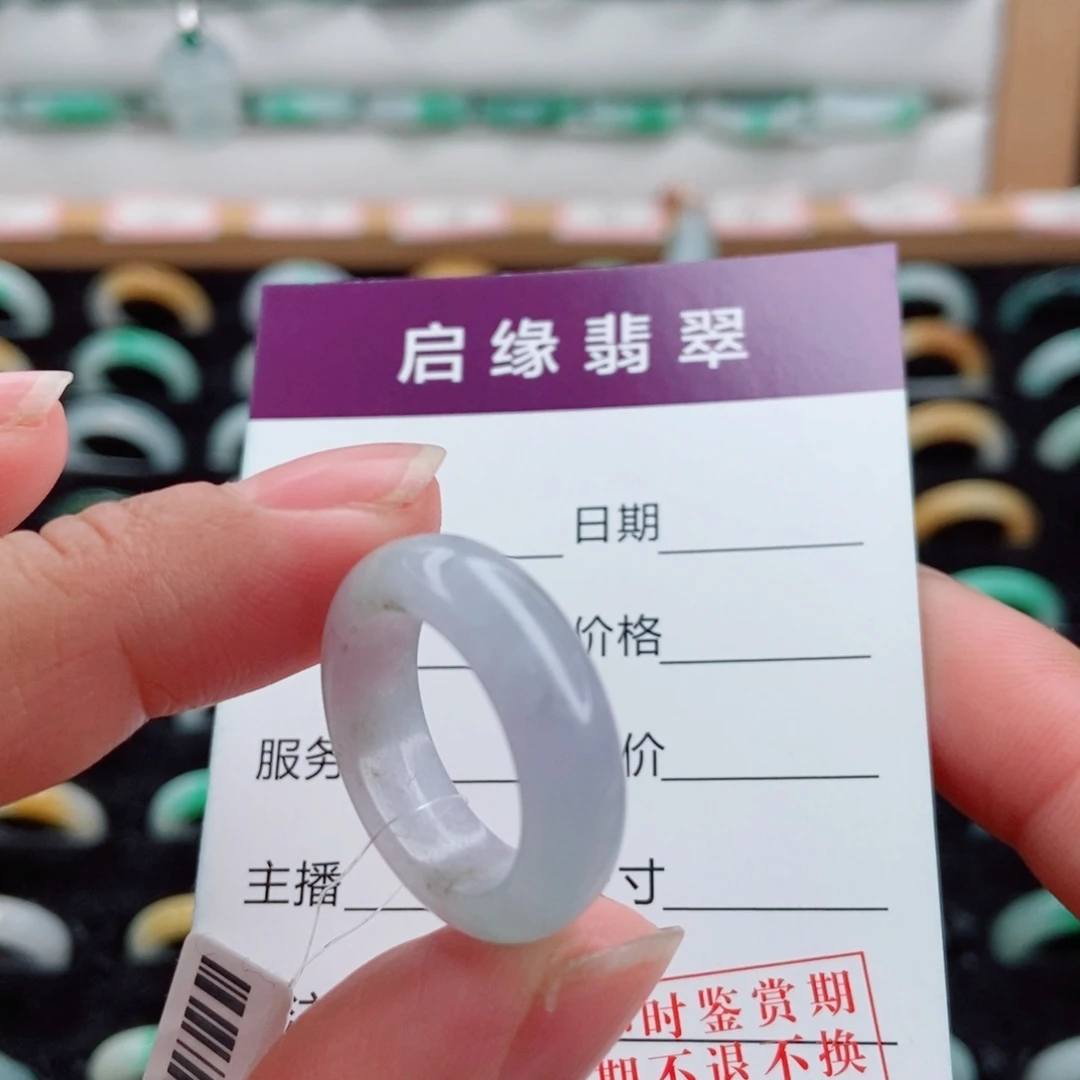 启缘翡翠
日期
价格
服务 价
主播 寸
时鉴赏期
期不退不换